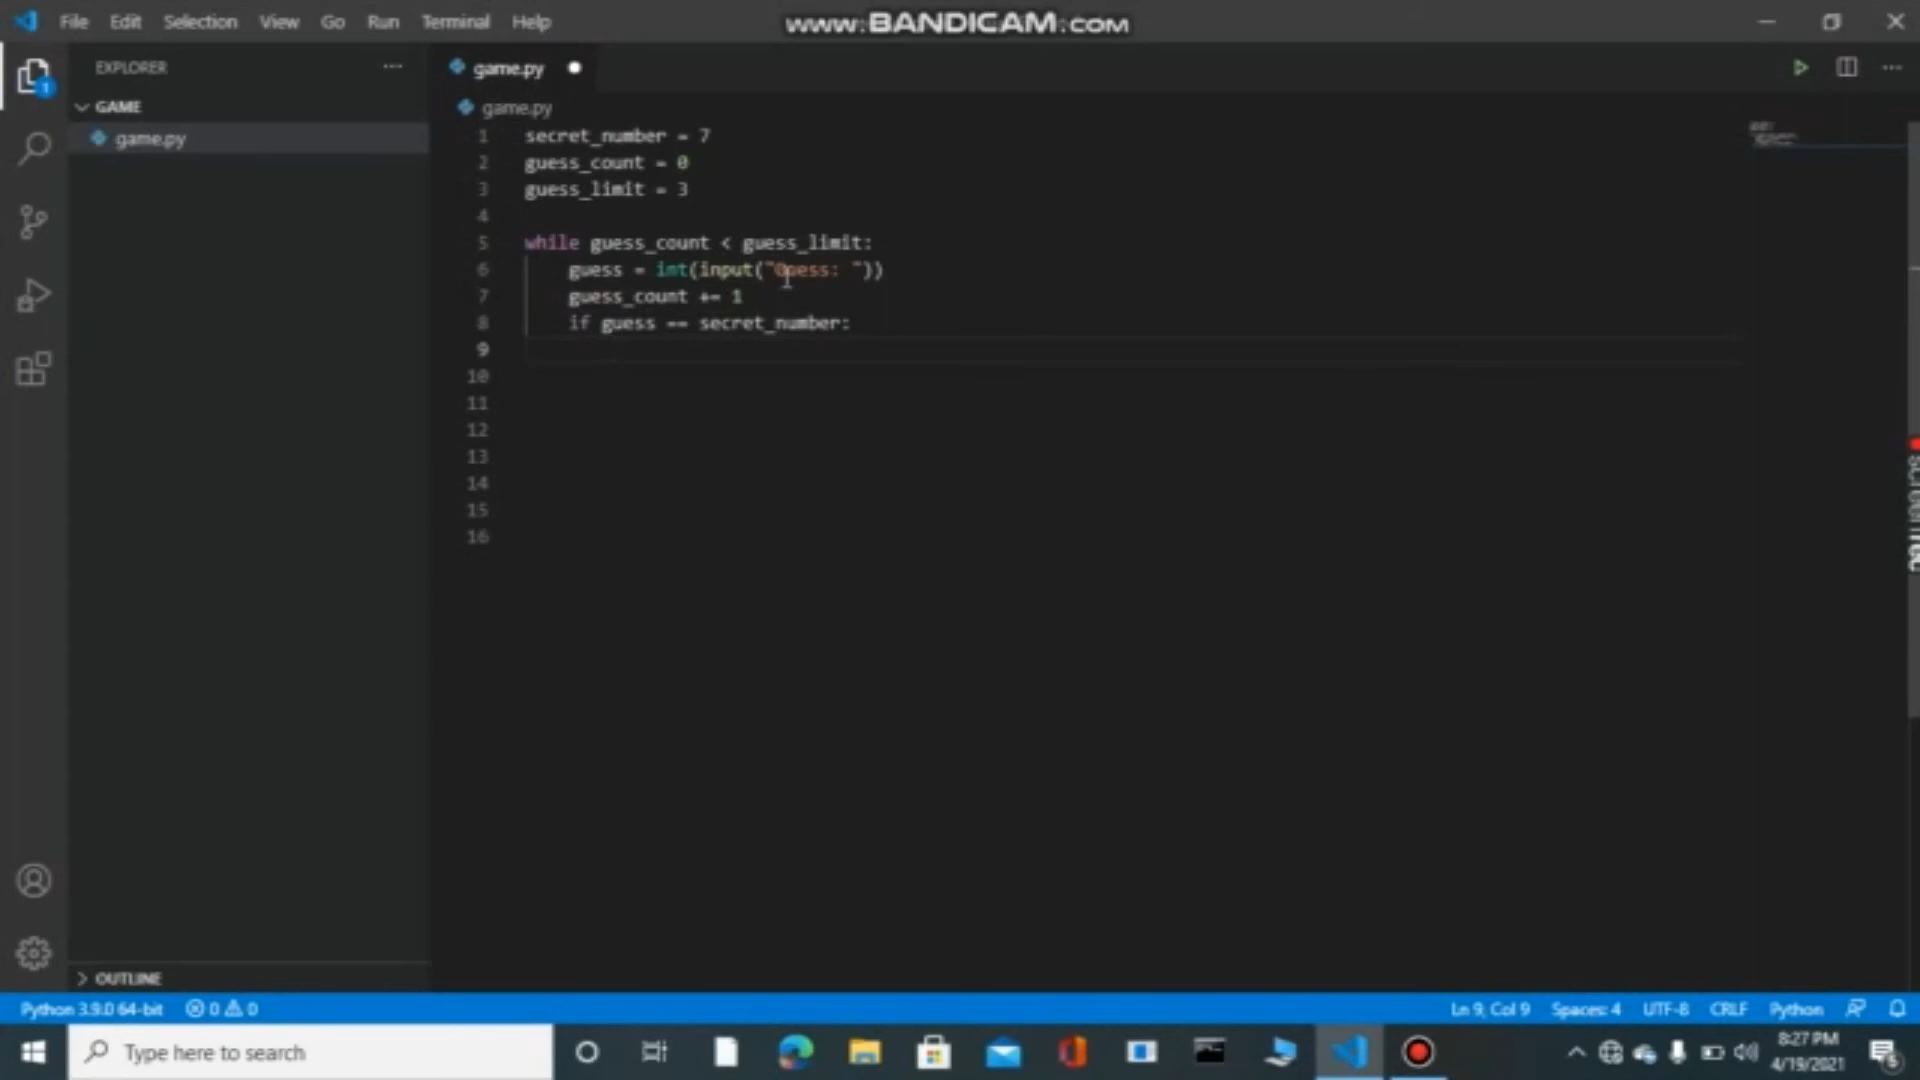 File Edit Selection View Go Run Terminal Help
www.BANDICAM.com
EXPLORER
game.py
1
GAME
game.py
game.py
1 secret_number = 7
2 guess_count = 0
3 guess_limit = 3
4
5 while guess_count < guess_limit:
6 guess = int(input("Guess: "))
7 guess_count += 1
8 if guess == secret_number:
9
10
11
12
13
14
15
16
OUTLINE
Python 3.9.0 64-bit 0 0 Ln 9, Col 9 Spaces: 4 UTF-8 CRLF Python
Type here to search
8:27 PM
4/19/2021
5